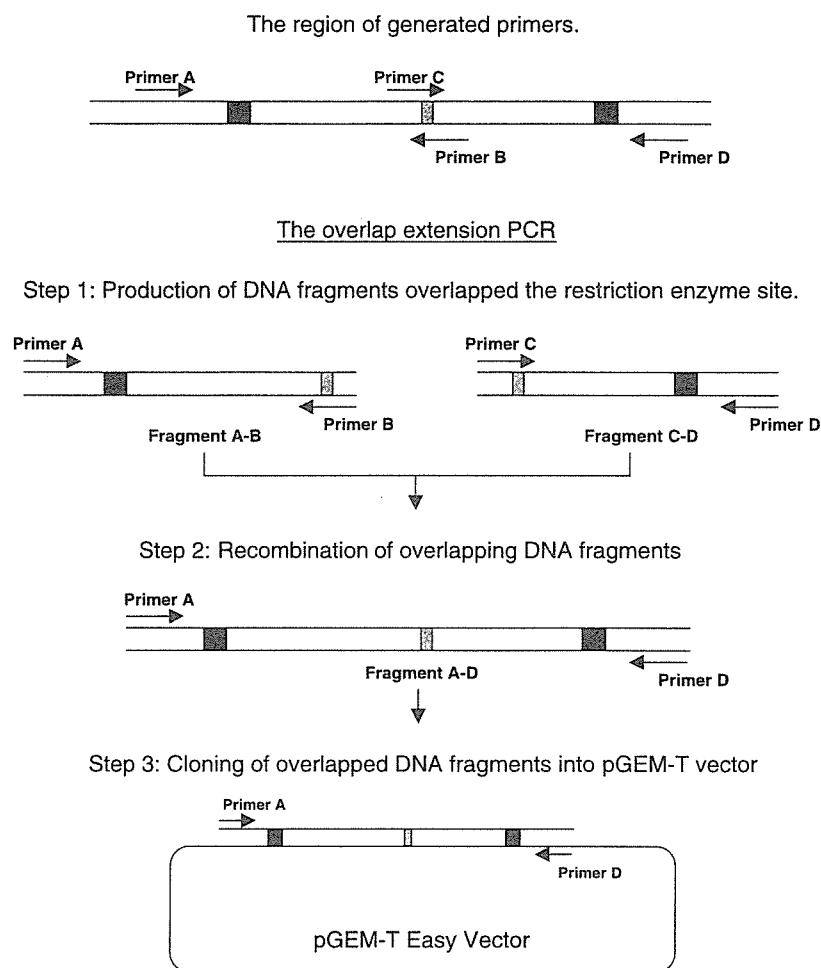 The region of generated primers.
Primer A
Primer C
Primer B
Primer D
The overlap extension PCR
Step 1: Production of DNA fragments overlapped the restriction enzyme site.
Primer A
Primer C
Primer B
Primer D
Fragment A-B
Fragment C-D
Step 2: Recombination of overlapping DNA fragments
Primer A
Fragment A-D
Primer D
Step 3: Cloning of overlapped DNA fragments into pGEM-T vector
Primer A
Primer D
pGEM-T Easy Vector